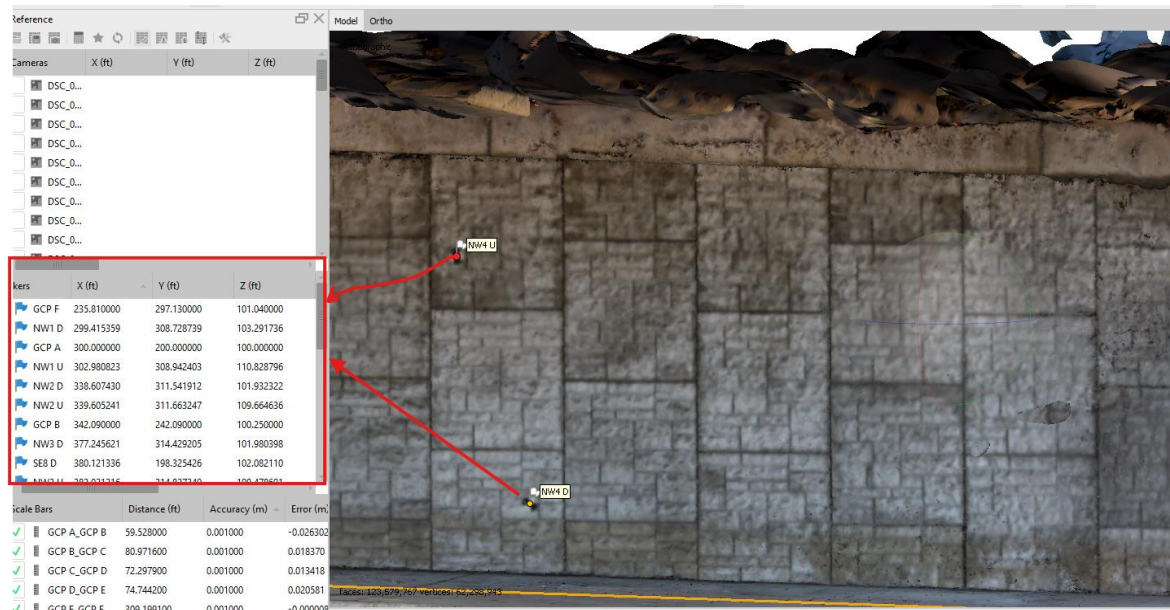 Reference
Model Ortho
Cameras X (ft) Y (ft) Z (ft)
DSC_0...
DSC_0...
DSC_0...
DSC_0...
DSC_0...
DSC_0...
DSC_0...
DSC_0...
DSC_0...
kers X (ft) Y (ft) Z (ft)
GCP F 235.810000 297.130000 101.040000
NW1 D 299.415359 308.728739 103.291736
GCP A 300.000000 200.000000 100.000000
NW1 U 302.980823 308.942403 110.828796
NW2 D 338.607430 311.541912 101.932322
NW2 U 339.605241 311.663247 109.664636
GCP B 342.090000 242.090000 100.250000
NW3 D 377.245621 314.429205 101.980398
SE8 D 380.121336 198.325426 102.082110
Scale Bars Distance (ft) Accuracy (m) Error (m)
GCP A_GCP B 59.528000 0.001000 -0.026302
GCP B_GCP C 80.971600 0.001000 0.018370
GCP C_GCP D 72.297900 0.001000 0.013418
GCP D_GCP E 74.744200 0.001000 0.020581
NW4 U
NW4 D